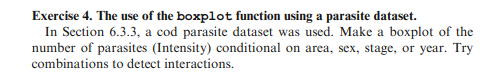 Exercise 4. The use of the boxplot function using a parasite dataset.
In Section 6.3.3, a cod parasite dataset was used. Make a boxplot of the
number of parasites (Intensity) conditional on area, sex, stage, or year. Try
combinations to detect interactions.